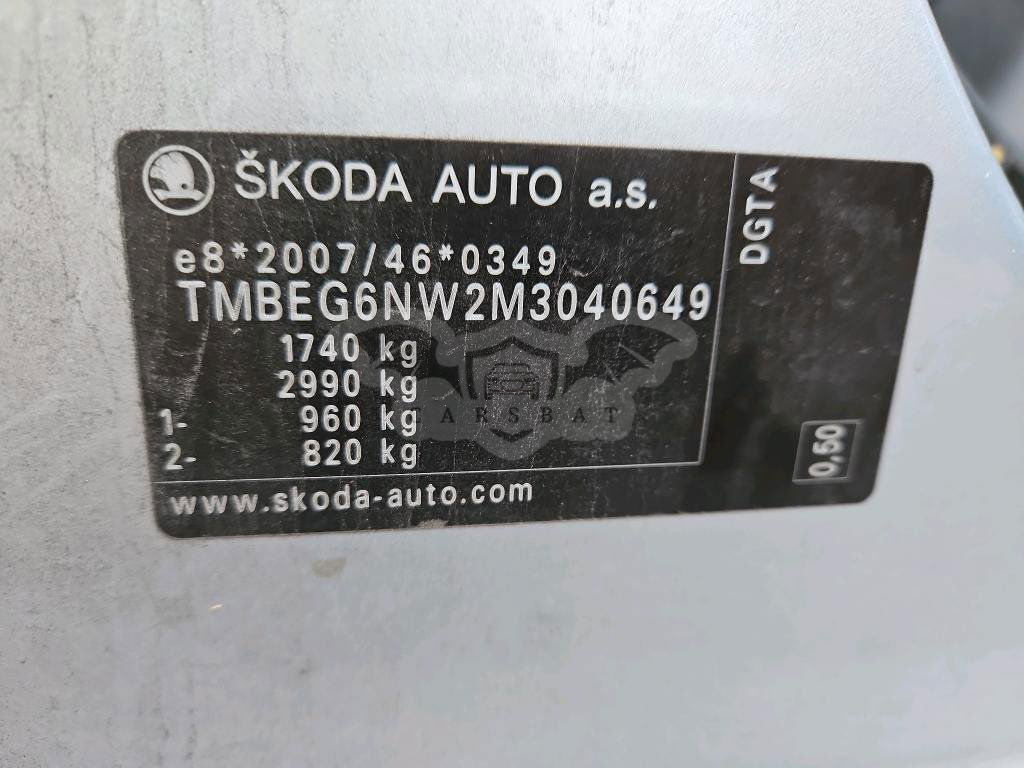 ŠKODA AUTO a.s.
e8*2007/46*0349
TMBEG6NW2M3040649
1740 kg
2990 kg
1- 960 kg
2- 820 kg
www.skoda-auto.com
DGTA
0,50
CARSBAT